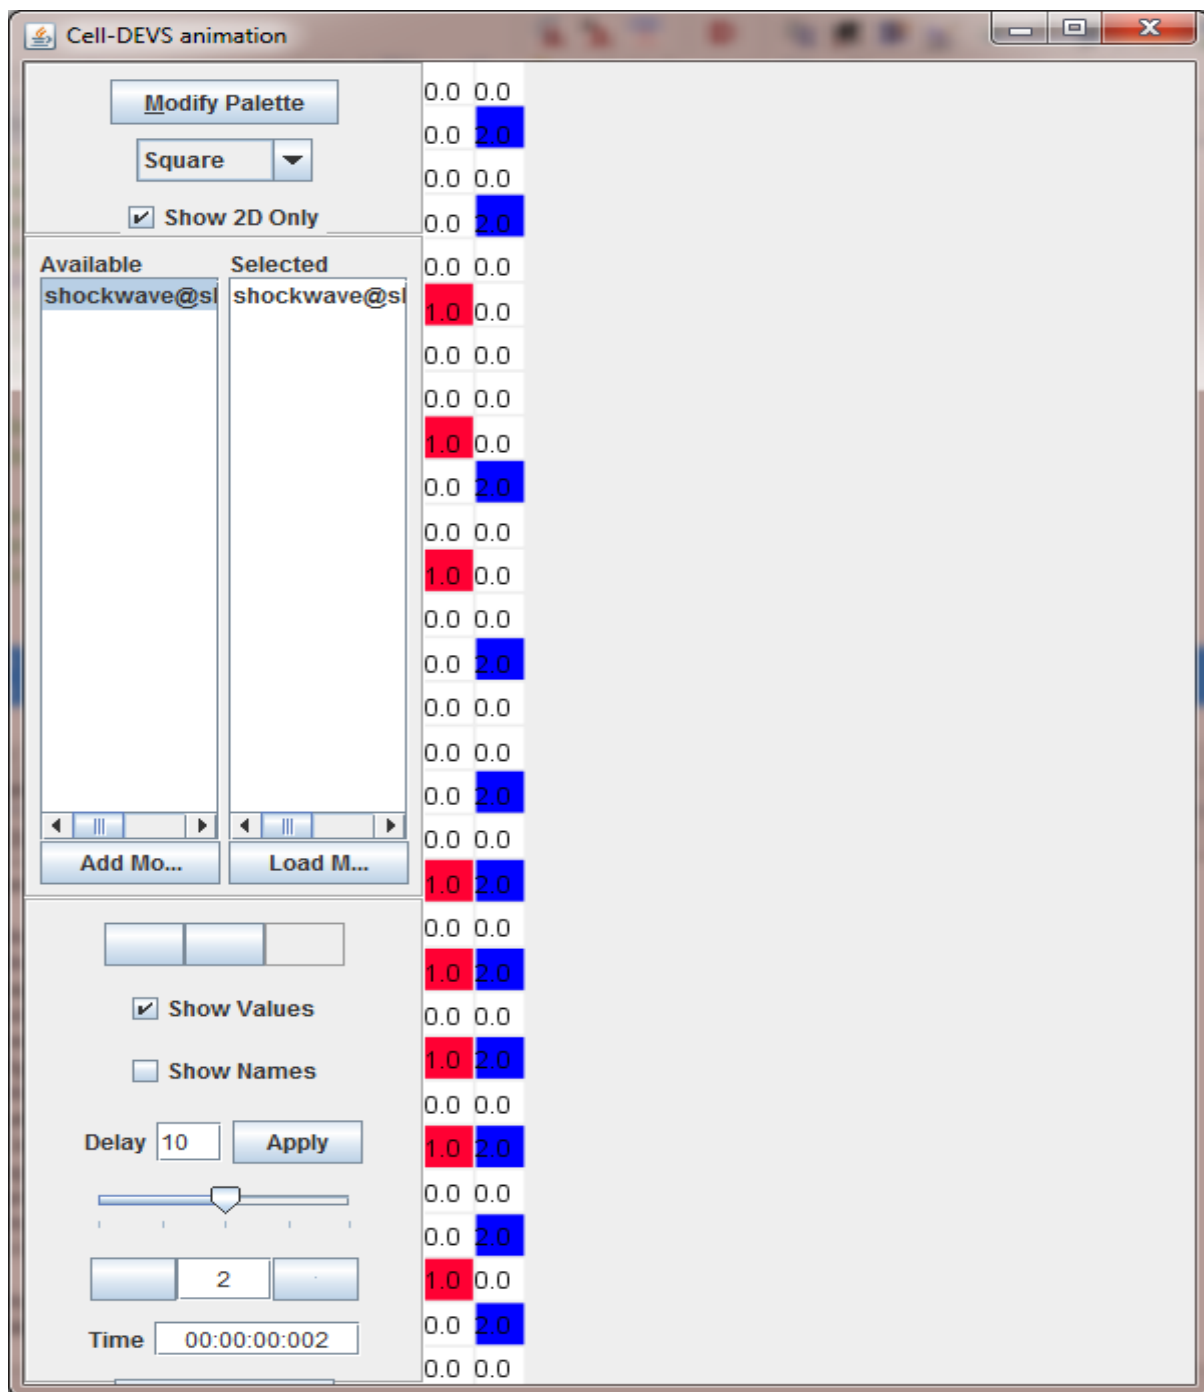 Cell-DEVS animation
Modify Palette
Square
Show 2D Only
Available Selected
shockwave@sl shockwave@sl
Add Mo... Load M...
Show Values
Show Names
Delay 10 Apply
2
Time 00:00:00:002
0.0 0.0
0.0 2.0
0.0 0.0
0.0 2.0
0.0 0.0
1.0 0.0
0.0 0.0
0.0 0.0
1.0 0.0
0.0 2.0
0.0 0.0
1.0 0.0
0.0 0.0
0.0 2.0
0.0 0.0
0.0 0.0
0.0 2.0
0.0 0.0
1.0 2.0
0.0 0.0
1.0 2.0
0.0 0.0
1.0 2.0
0.0 0.0
1.0 2.0
0.0 0.0
0.0 2.0
1.0 0.0
0.0 2.0
0.0 0.0